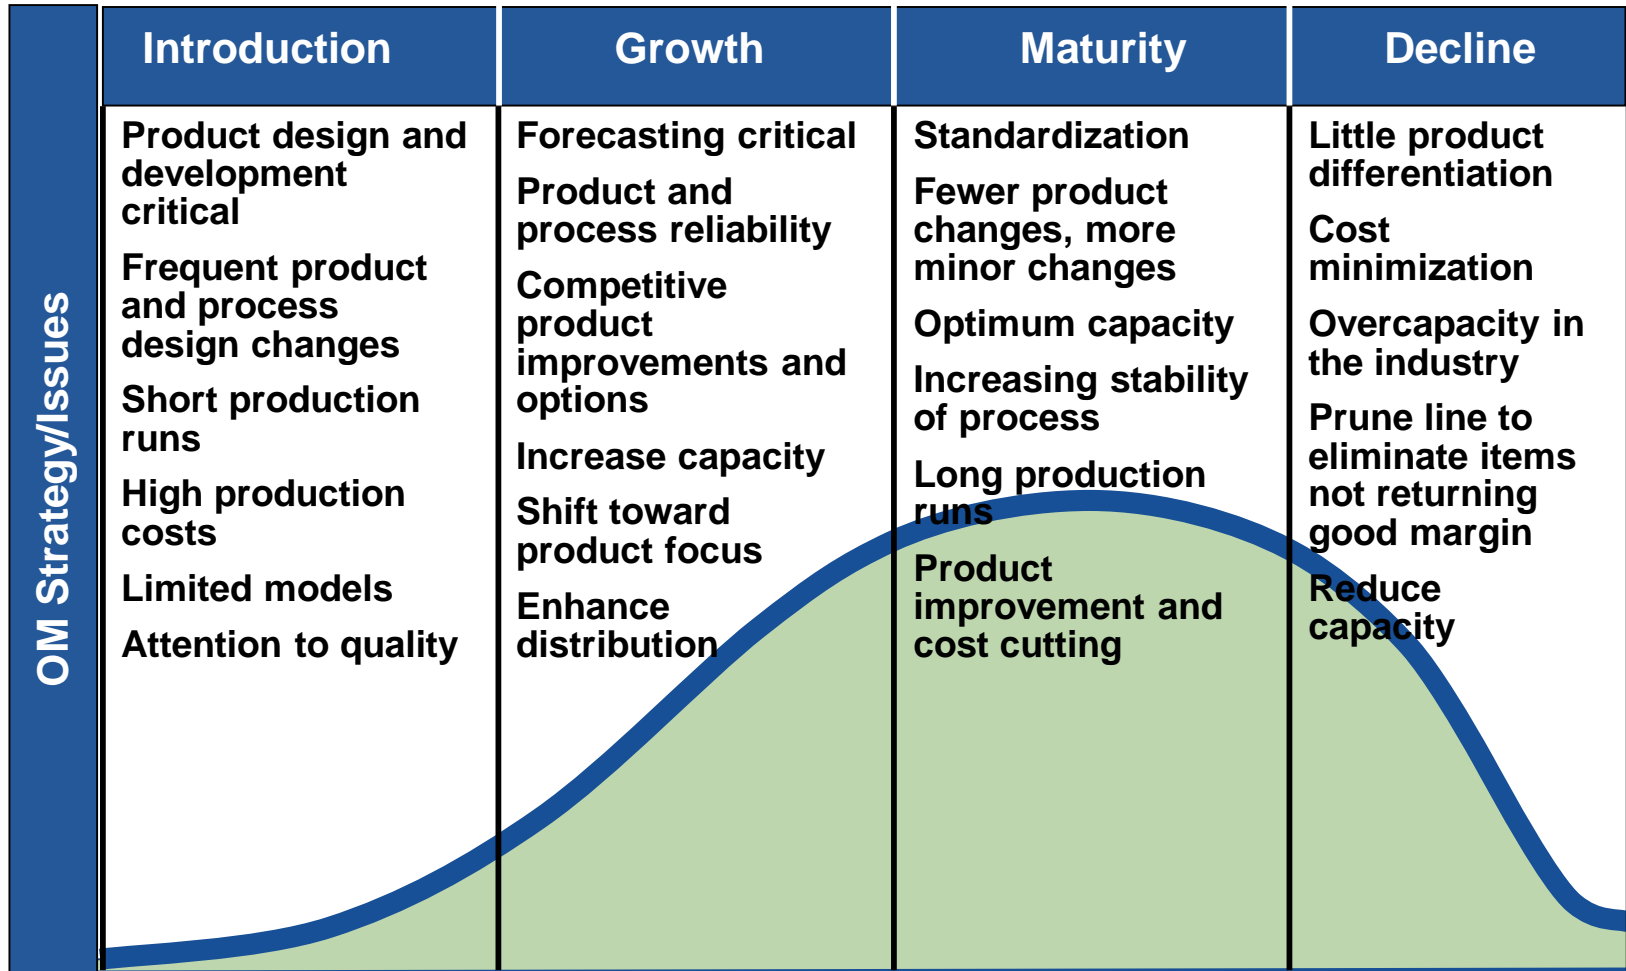 OM Strategy/Issues
Introduction
Product design and
development
critical
Frequent product
and process
design changes
Short production
runs
High production
costs
Limited models
Attention to quality
Growth
Forecasting critical
Product and
process reliability
Competitive
product
improvements and
options
Increase capacity
Shift toward
product focus
Enhance
distribution
Maturity
Standardization
Fewer product
changes, more
minor changes
Optimum capacity
Increasing stability
of process
Long production
runs
Product
improvement and
cost cutting
Decline
Little product
differentiation
Cost
minimization
Overcapacity in
the industry
Prune line to
eliminate items
not returning
good margin
Reduce
capacity